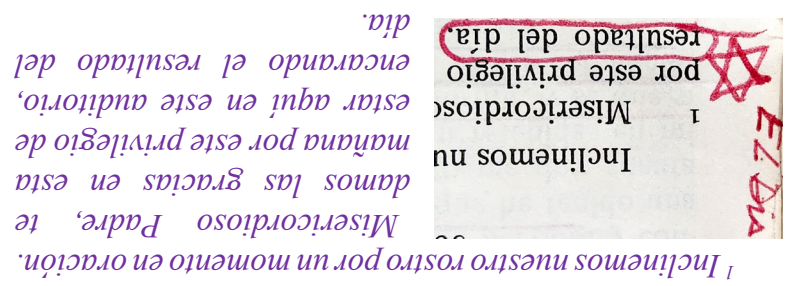 ¹ Inclinemos nuestro rostro por un momento en oración.
Misericordioso Padre, te
damos las gracias en esta
mañana por este privilegio de
estar aquí en este auditorio,
encarando el resultado del
día.
EL Dia
Inclinemos nu
1 Misericordioso
por este privilegio
resultado del día,